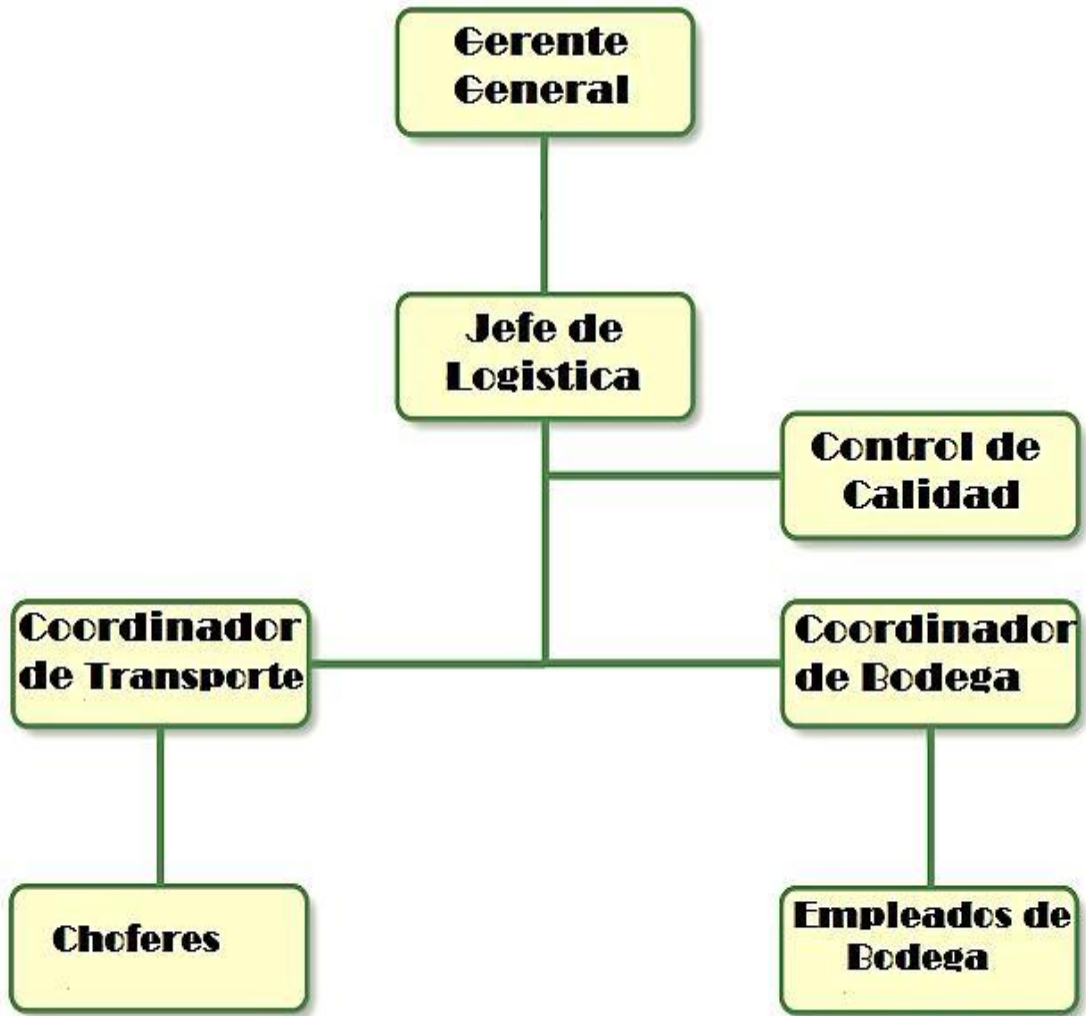 Gerente
General
Jefe de
Logistica
Control de
Calidad
Coordinador
de Transporte
Coordinador
de Bodega
Choferes
Empleados de
Bodega